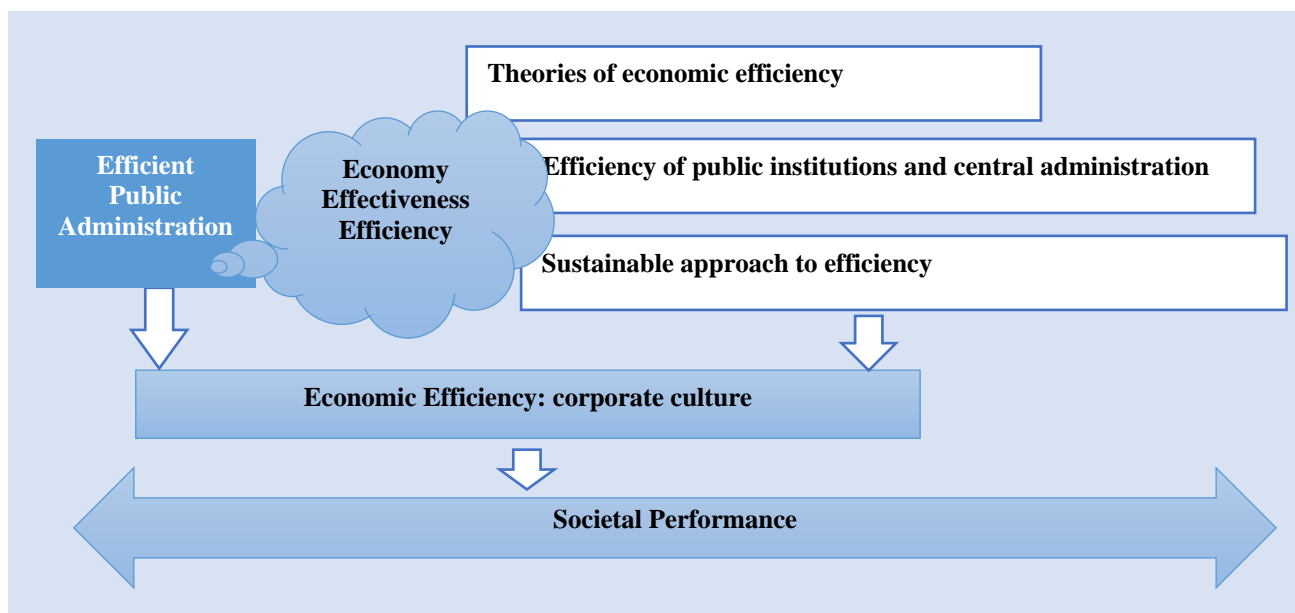 Theories of economic efficiency
Efficient
Public
Administration
Economy
Effectiveness
Efficiency
Efficiency of public institutions and central administration
Sustainable approach to efficiency
Economic Efficiency: corporate culture
Societal Performance